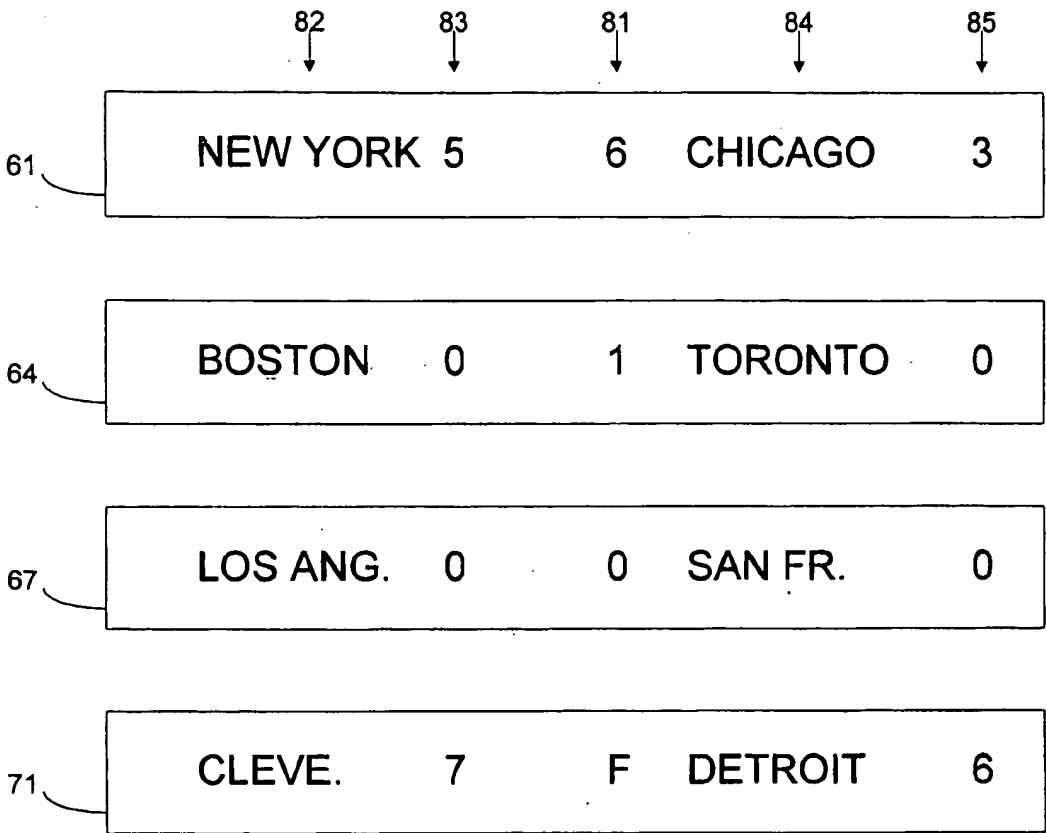 82 83 81 84 85
61 NEW YORK 5 6 CHICAGO 3
64 BOSTON 0 1 TORONTO 0
67 LOS ANG. 0 0 SAN FR. 0
71 CLEVE. 7 F DETROIT 6